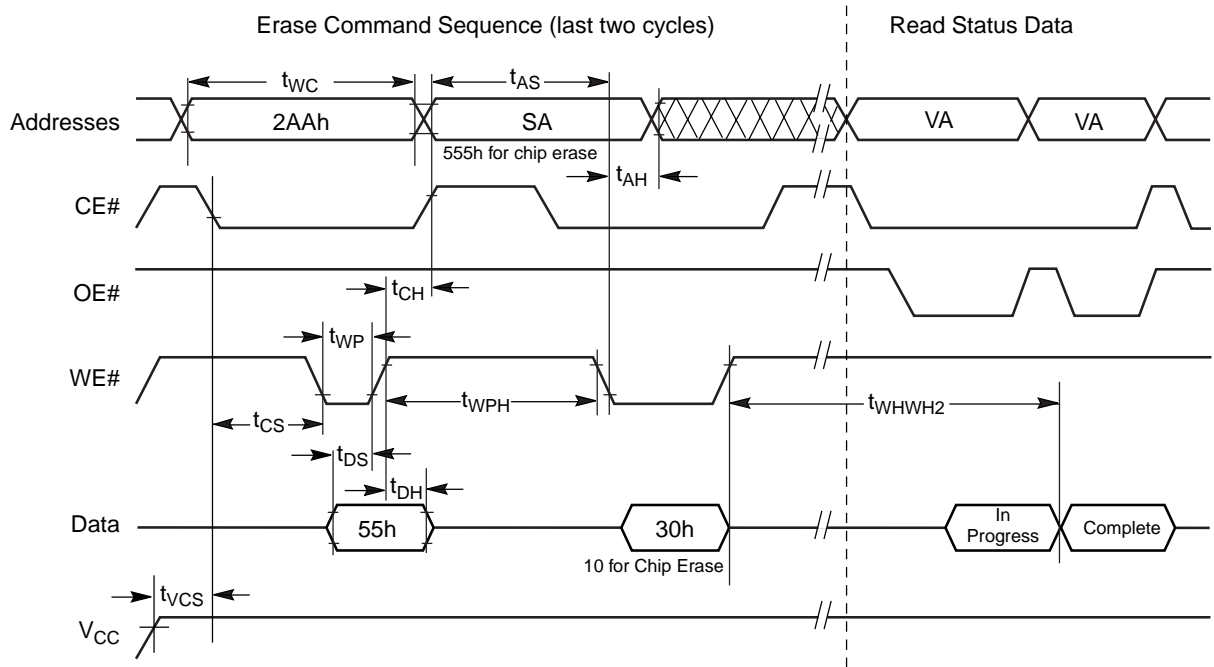 Erase Command Sequence (last two cycles)
Read Status Data
tWC
tAS
Addresses
2AAh
SA
VA
VA
555h for chip erase
tAH
CE#
OE#
tCH
tWP
WE#
tWPH
tWHWH2
tCS
tDS
tDH
Data
55h
30h
In
Progress
Complete
10 for Chip Erase
tVCS
VCC